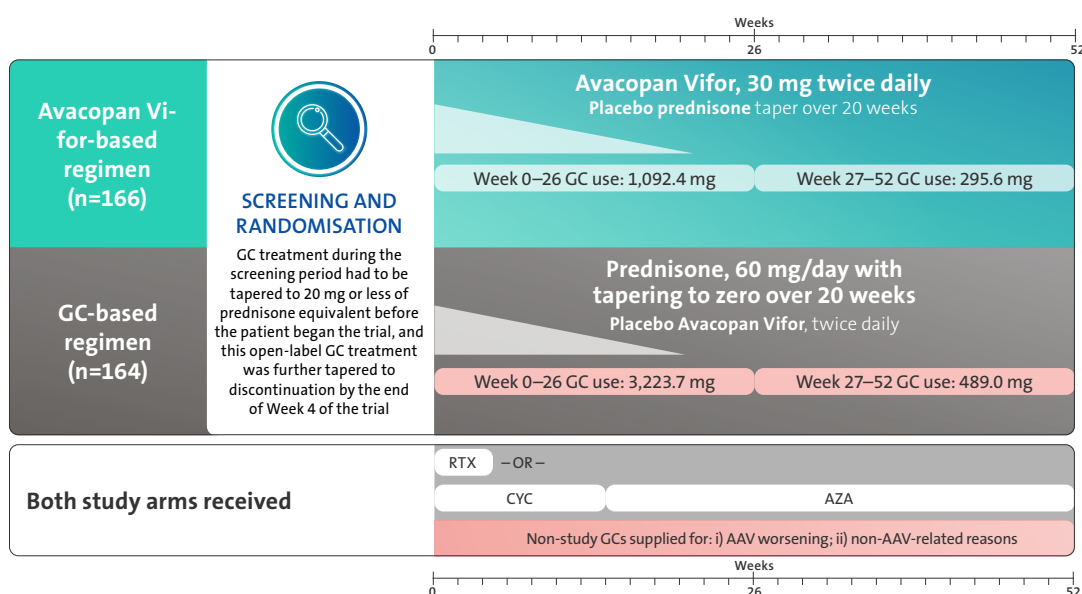 Weeks
0 26 52
Avacopan Vi-
for-based
regimen
(n=166)
SCREENING AND
RANDOMISATION
GC treatment during the
screening period had to be
tapered to 20 mg or less of
prednisone equivalent before
the patient began the trial, and
this open-label GC treatment
was further tapered to
discontinuation by the end
of Week 4 of the trial
Avacopan Vifor, 30 mg twice daily
Placebo prednisone taper over 20 weeks
Week 0–26 GC use: 1,092.4 mg
Week 27–52 GC use: 295.6 mg
GC-based
regimen
(n=164)
Prednisone, 60 mg/day with
tapering to zero over 20 weeks
Placebo Avacopan Vifor, twice daily
Week 0–26 GC use: 3,223.7 mg
Week 27–52 GC use: 489.0 mg
Both study arms received
RTX –OR–
CYC AZA
Non-study GCs supplied for: i) AAV worsening; ii) non-AAV-related reasons
Weeks
0 26 52